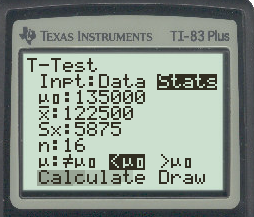 TEXAS INSTRUMENTS TI-83 Plus
T-Test
Inpt:Data Stats
μ0:135000
x̄:122500
Sx:5875
n:16
μ:≠μ0 <μ0 >μ0
Calculate Draw